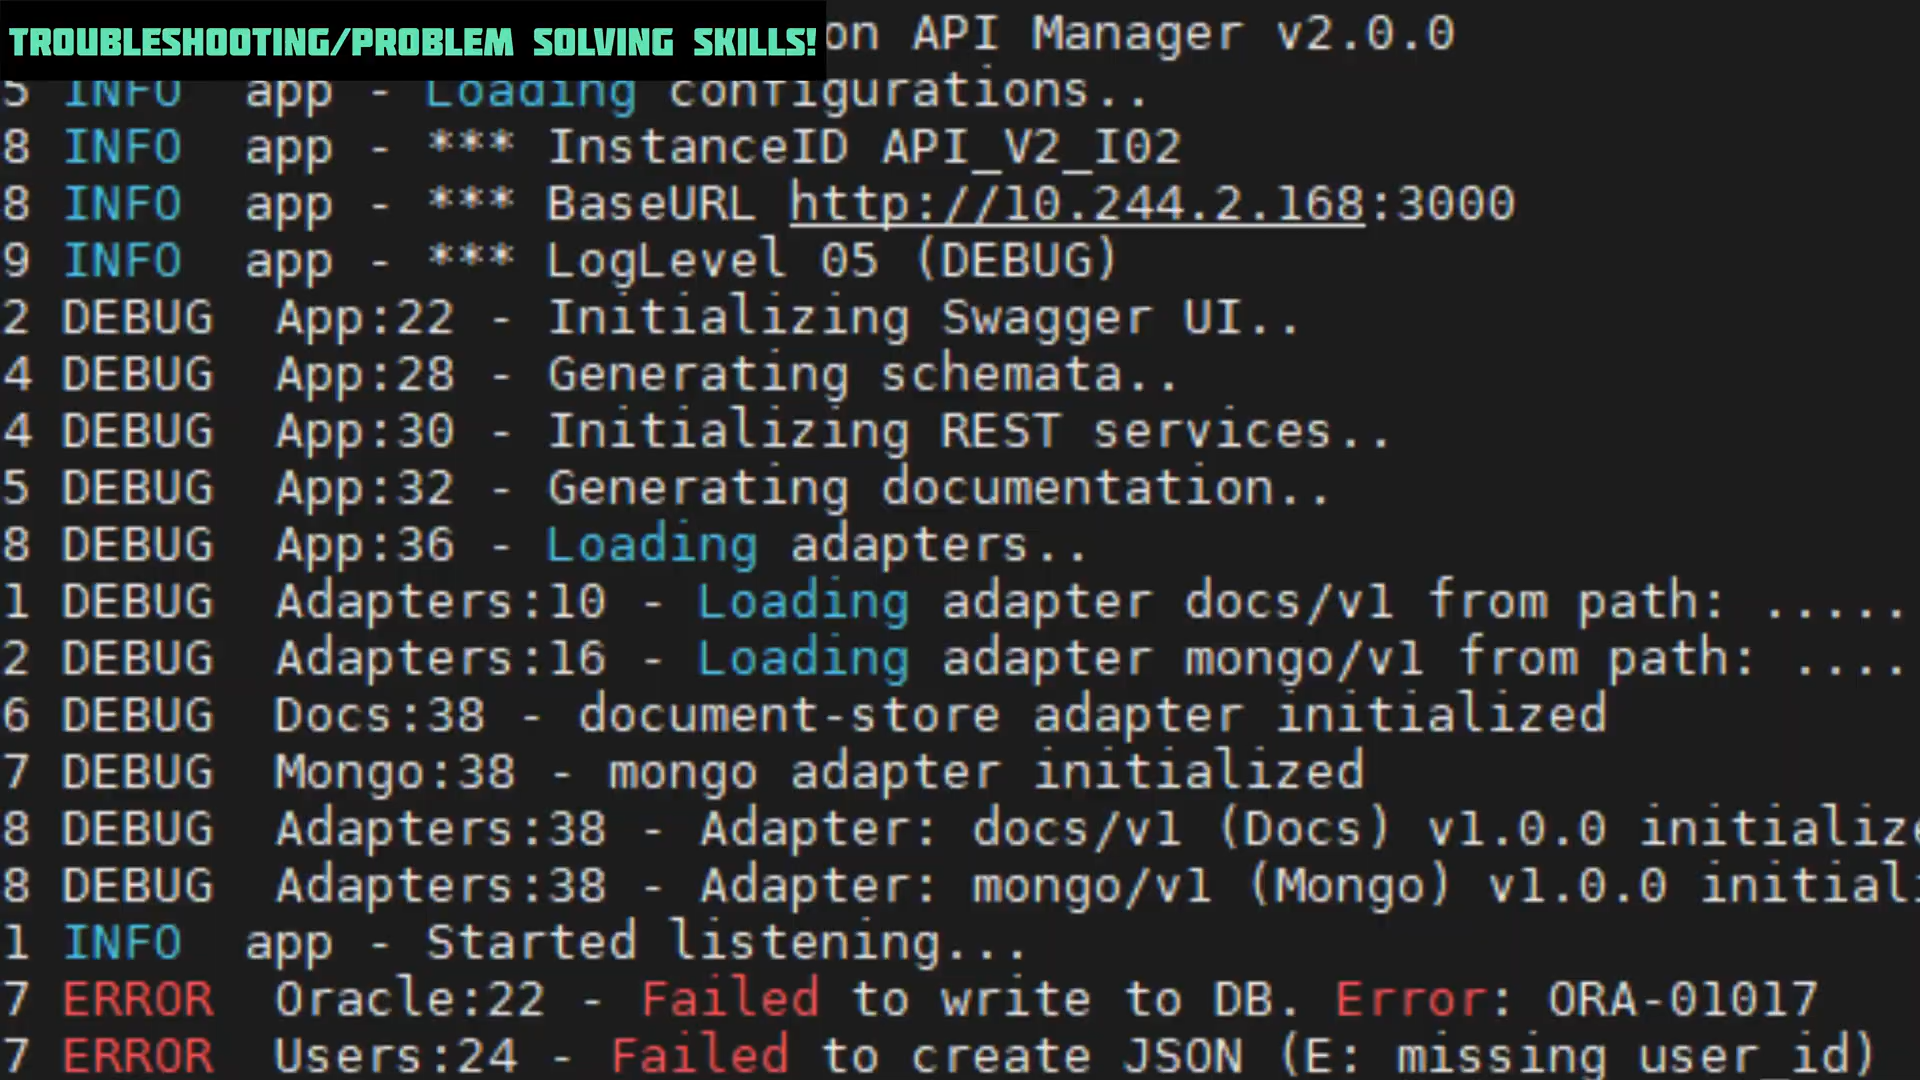 TROUBLESHOOTING/PROBLEM SOLVING SKILLS!
on API Manager v2.0.0
5 INFO app - Loading configurations..
8 INFO app - *** InstanceID API_V2_I02
8 INFO app - *** BaseURL http://10.244.2.168:3000
9 INFO app - *** LogLevel 05 (DEBUG)
2 DEBUG App:22 - Initializing Swagger UI..
4 DEBUG App:28 - Generating schemata..
4 DEBUG App:30 - Initializing REST services..
5 DEBUG App:32 - Generating documentation..
8 DEBUG App:36 - Loading adapters..
1 DEBUG Adapters:10 - Loading adapter docs/v1 from path: .....
2 DEBUG Adapters:16 - Loading adapter mongo/v1 from path: ....
6 DEBUG Docs:38 - document-store adapter initialized
7 DEBUG Mongo:38 - mongo adapter initialized
8 DEBUG Adapters:38 - Adapter: docs/v1 (Docs) v1.0.0 initialize
8 DEBUG Adapters:38 - Adapter: mongo/v1 (Mongo) v1.0.0 initiali
1 INFO app - Started listening...
7 ERROR Oracle:22 - Failed to write to DB. Error: ORA-01017
7 ERROR Users:24 - Failed to create JSON (E: missing user_id)